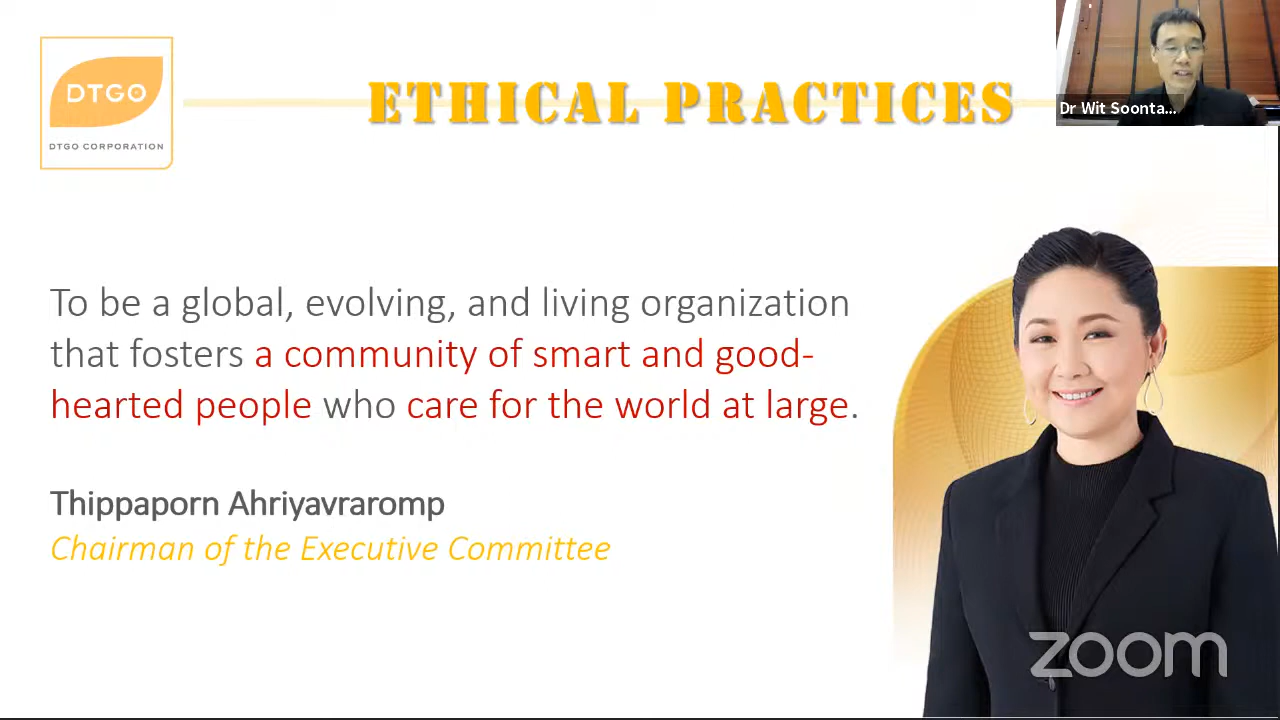 DTGO
DTGO CORPORATION
ETHICAL PRACTICES
Dr Wit Soonta...
To be a global, evolving, and living organization
that fosters a community of smart and good-
hearted people who care for the world at large.
Thippaporn Ahriyavraromp
Chairman of the Executive Committee
zoom